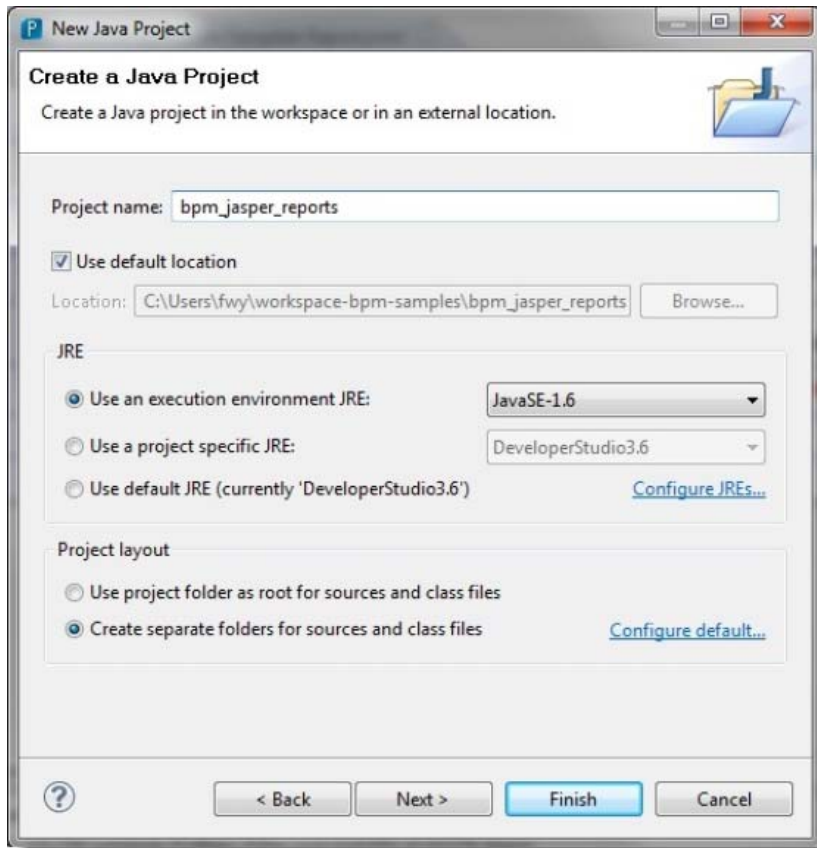 P New Java Project
Create a Java Project
Create a Java project in the workspace or in an external location.
Project name: bpm_jasper_reports
Use default location
Location: C:\Users\fwy\workspace-bpm-samples\bpm_jasper_reports Browse...
JRE
Use an execution environment JRE: JavaSE-1.6
Use a project specific JRE: DeveloperStudio3.6
Use default JRE (currently 'DeveloperStudio3.6') Configure JREs...
Project layout
Use project folder as root for sources and class files
Create separate folders for sources and class files Configure default...
? < Back Next > Finish Cancel